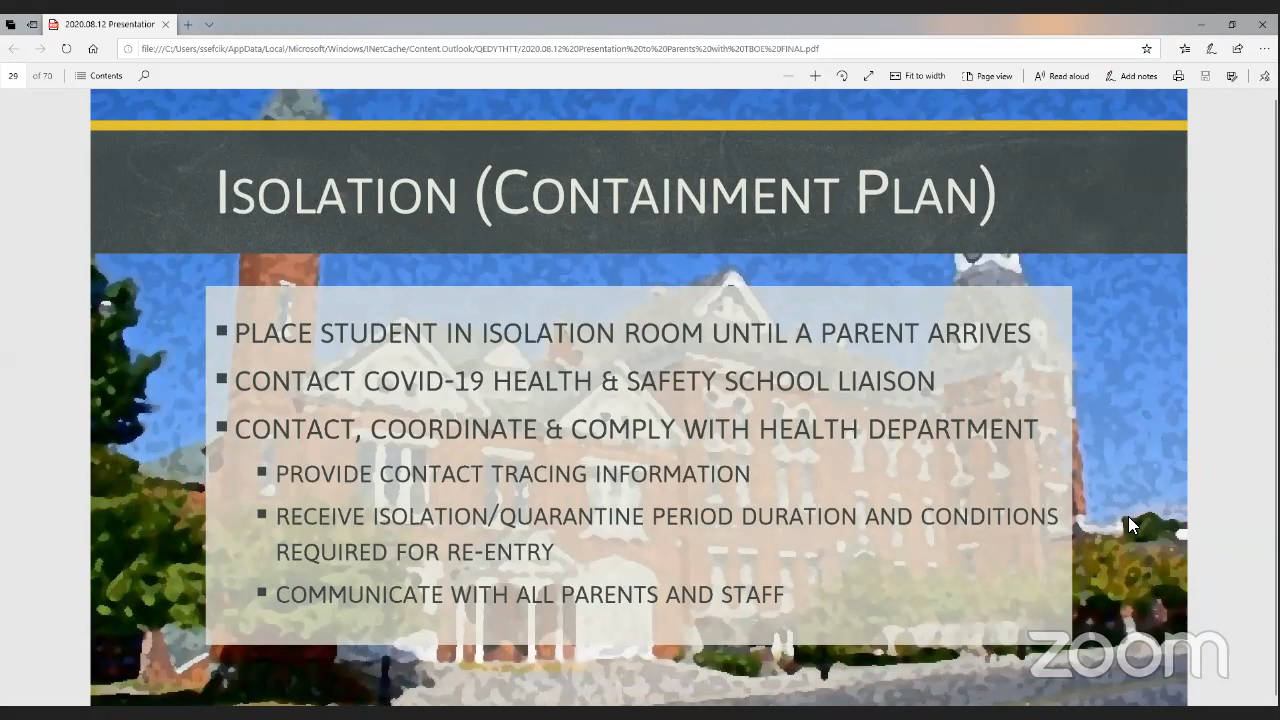 2020.08.12 Presentation
file:///C:/Users/ssefcik/AppData/Local/Microsoft/Windows/INetCache/Content.Outlook/QEDYTHTT/2020.08.12%20Presentation%20to%20Parents%20with%20TBOE%20FINAL.pdf
29 of 70 Contents Fit to width Page view Read aloud Add notes
ISOLATION (CONTAINMENT PLAN)
▪ PLACE STUDENT IN ISOLATION ROOM UNTIL A PARENT ARRIVES
▪ CONTACT COVID-19 HEALTH & SAFETY SCHOOL LIAISON
▪ CONTACT, COORDINATE & COMPLY WITH HEALTH DEPARTMENT
▪ PROVIDE CONTACT TRACING INFORMATION
▪ RECEIVE ISOLATION/QUARANTINE PERIOD DURATION AND CONDITIONS
REQUIRED FOR RE-ENTRY
▪ COMMUNICATE WITH ALL PARENTS AND STAFF
zoom